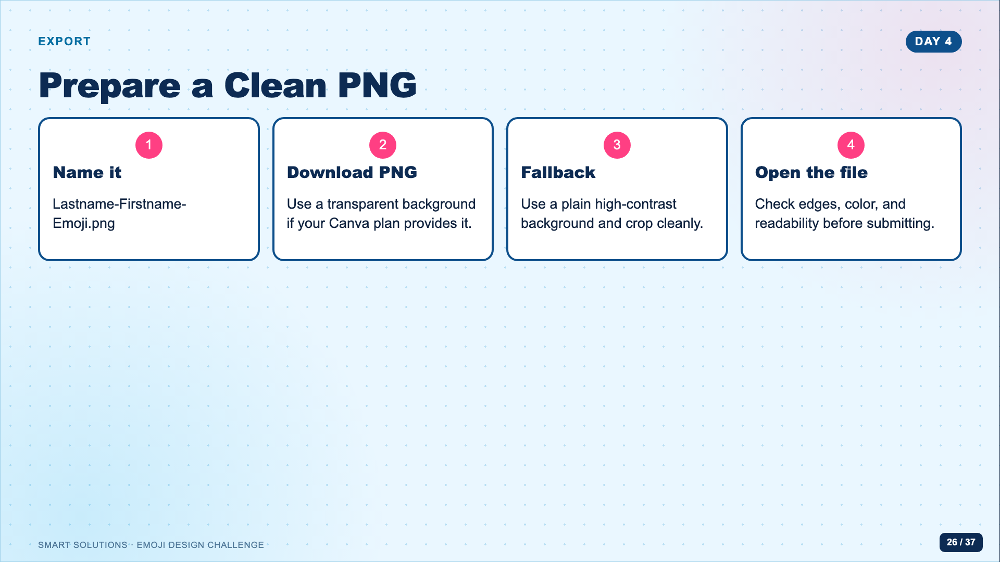 EXPORT
DAY 4
Prepare a Clean PNG
1
Name it
Lastname-Firstname-
Emoji.png
2
Download PNG
Use a transparent background
if your Canva plan provides it.
3
Fallback
Use a plain high-contrast
background and crop cleanly.
4
Open the file
Check edges, color, and
readability before submitting.
SMART SOLUTIONS · EMOJI DESIGN CHALLENGE
26 / 37